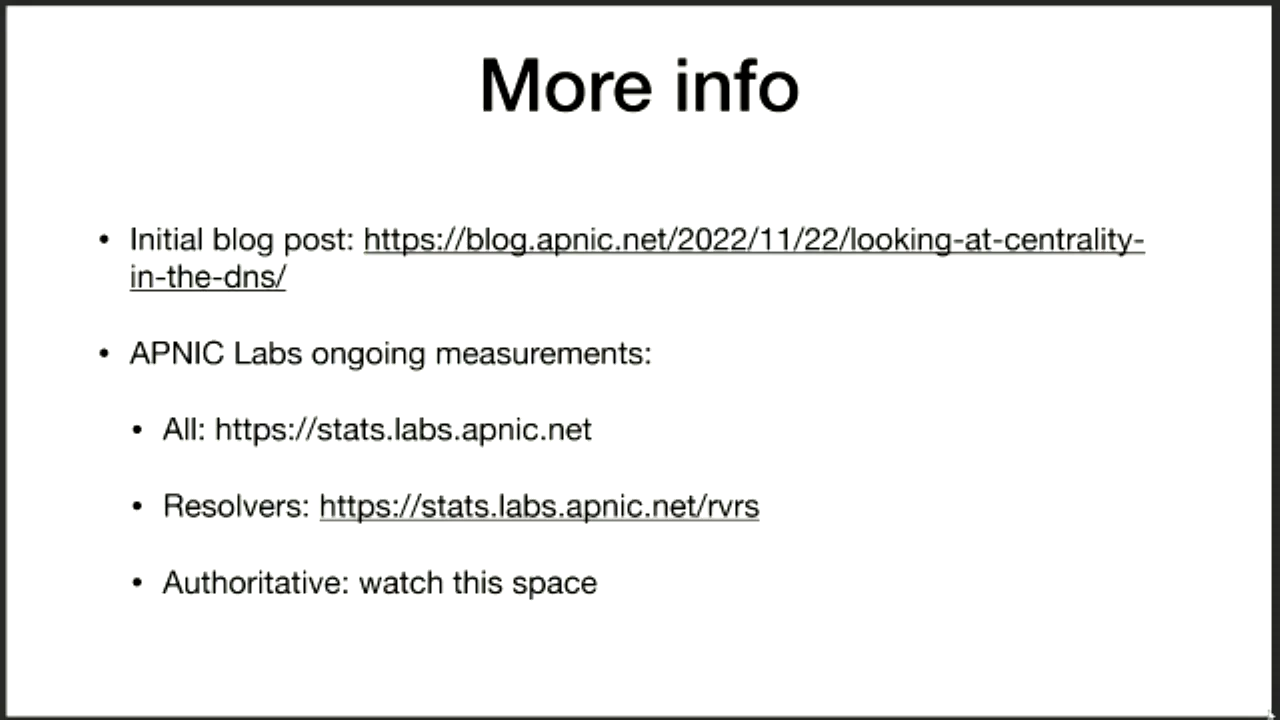 More info
• Initial blog post: https://blog.apnic.net/2022/11/22/looking-at-centrality-
in-the-dns/
• APNIC Labs ongoing measurements:
• All: https://stats.labs.apnic.net
• Resolvers: https://stats.labs.apnic.net/rvrs
• Authoritative: watch this space